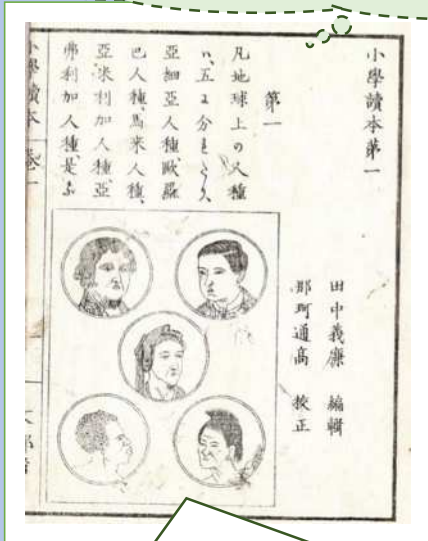 小學讀本第一
田中義廉 編輯
那珂通高 校正
第一
凡地球上の人種
ハ、五に分れたり、
亞細亞人種、歐羅
巴人種、馬米人種、
亞米利加人種、亞
弗利加人種、是な
小學讀本 巻一